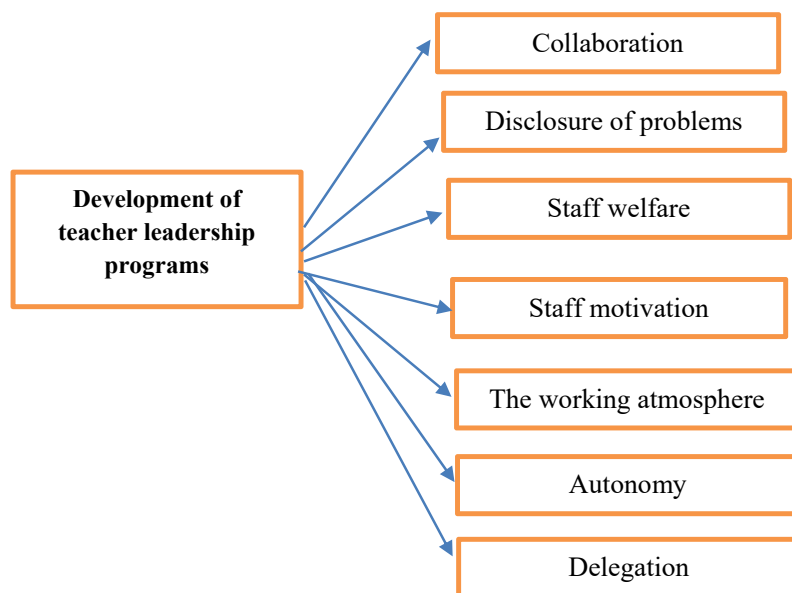 Collaboration
Disclosure of problems
Development of
teacher leadership
programs
Staff welfare
Staff motivation
The working atmosphere
Autonomy
Delegation